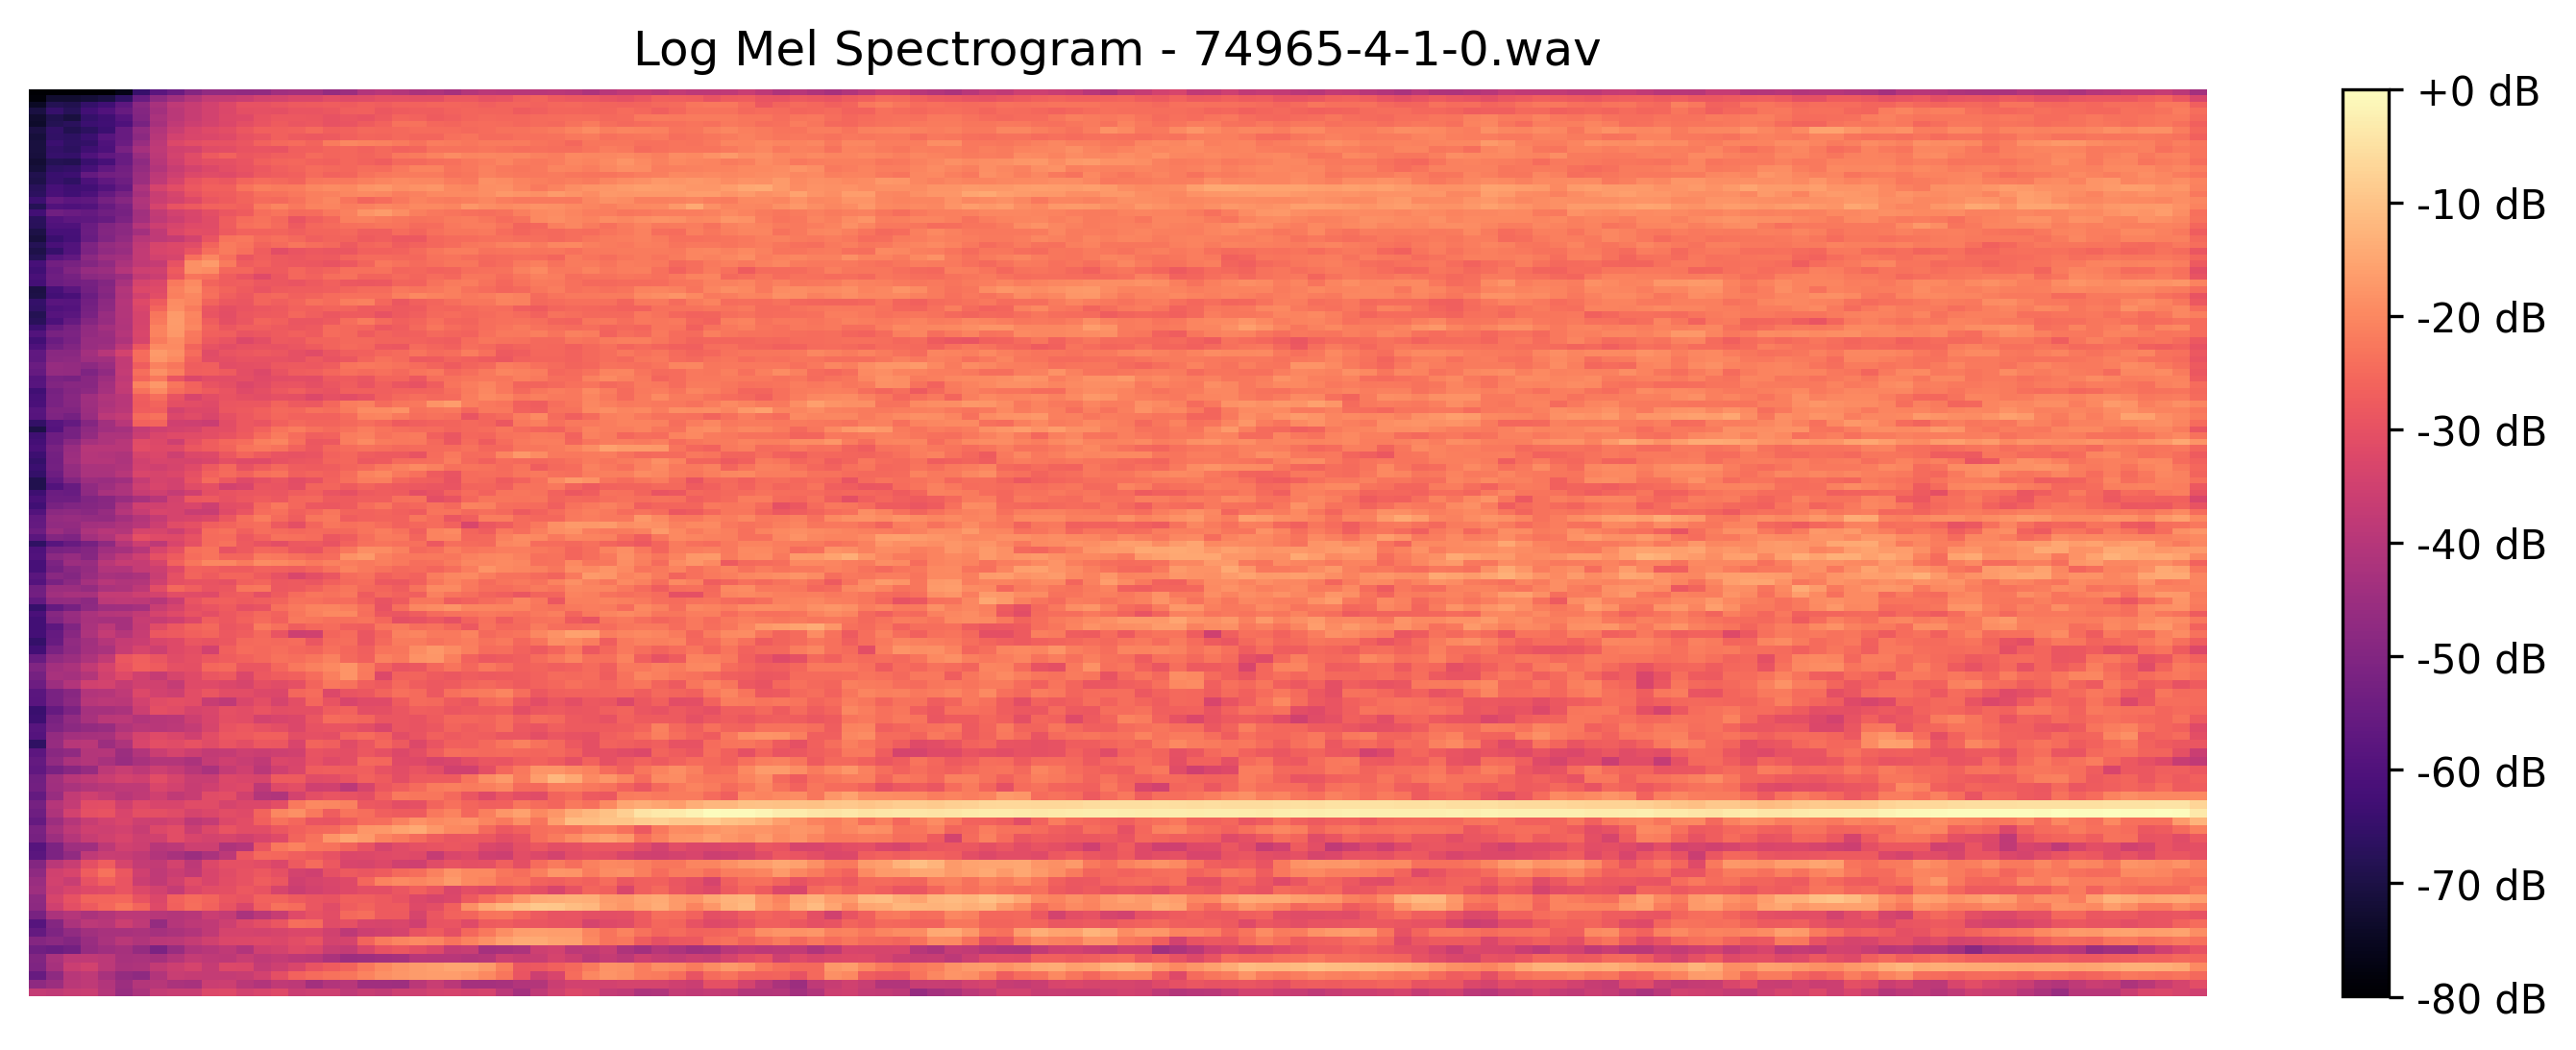 Log Mel Spectrogram - 74965-4-1-0.wav
+0 dB
-10 dB
-20 dB
-30 dB
-40 dB
-50 dB
-60 dB
-70 dB
-80 dB